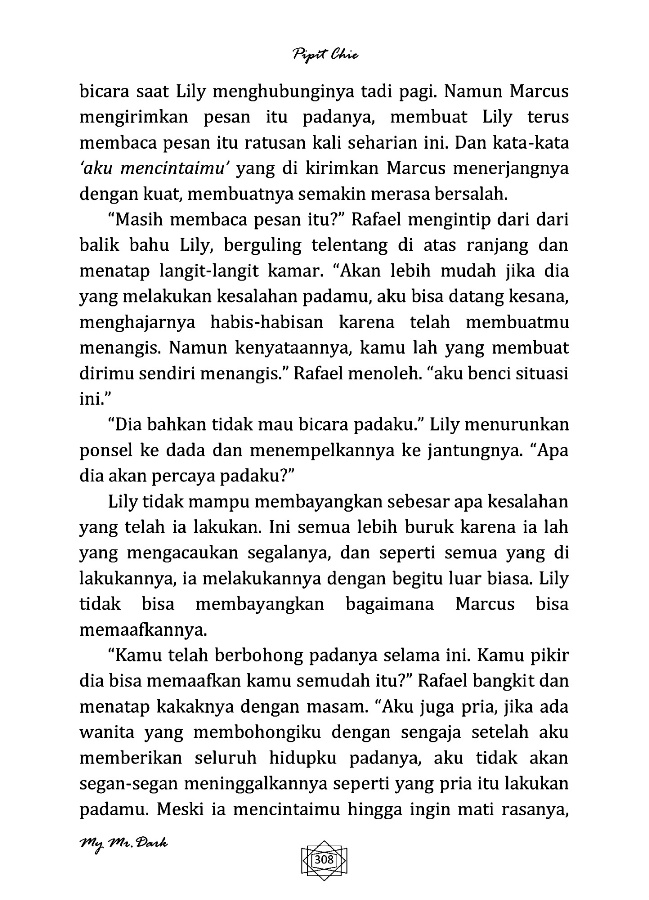 Pipit Chie
bicara saat Lily menghubunginya tadi pagi. Namun Marcus
mengirimkan pesan itu padanya, membuat Lily terus
membaca pesan itu ratusan kali seharian ini. Dan kata-kata
‘aku mencintaimu’ yang di kirimkan Marcus menerjangnya
dengan kuat, membuatnya semakin merasa bersalah.
“Masih membaca pesan itu?” Rafael mengintip dari dari
balik bahu Lily, berguling telentang di atas ranjang dan
menatap langit-langit kamar. “Akan lebih mudah jika dia
yang melakukan kesalahan padamu, aku bisa datang kesana,
menghajarnya habis-habisan karena telah membuatmu
menangis. Namun kenyataannya, kamu lah yang membuat
dirimu sendiri menangis.” Rafael menoleh. “aku benci situasi
ini.”
“Dia bahkan tidak mau bicara padaku.” Lily menurunkan
ponsel ke dada dan menempelkannya ke jantungnya. “Apa
dia akan percaya padaku?”
Lily tidak mampu membayangkan sebesar apa kesalahan
yang telah ia lakukan. Ini semua lebih buruk karena ia lah
yang mengacaukan segalanya, dan seperti semua yang di
lakukannya, ia melakukannya dengan begitu luar biasa. Lily
tidak bisa membayangkan bagaimana Marcus bisa
memaafkannya.
“Kamu telah berbohong padanya selama ini. Kamu pikir
dia bisa memaafkan kamu semudah itu?” Rafael bangkit dan
menatap kakaknya dengan masam. “Aku juga pria, jika ada
wanita yang membohongiku dengan sengaja setelah aku
memberikan seluruh hidupku padanya, aku tidak akan
segan-segan meninggalkannya seperti yang pria itu lakukan
padamu. Meski ia mencintaimu hingga ingin mati rasanya,
My Mr. Dark
308